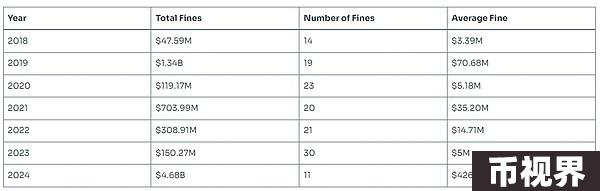 Year Total Fines Number of Fines Average Fine
2018 $47.59M 14 $3.39M
2019 $1.34B 19 $70.68M
2020 $119.17M 23 $5.18M
2021 $703.99M 20 $35.20M
2022 $308.91M 21 $14.71M
2023 $150.27M 30 $5M
2024 $4.68B 11
币视界